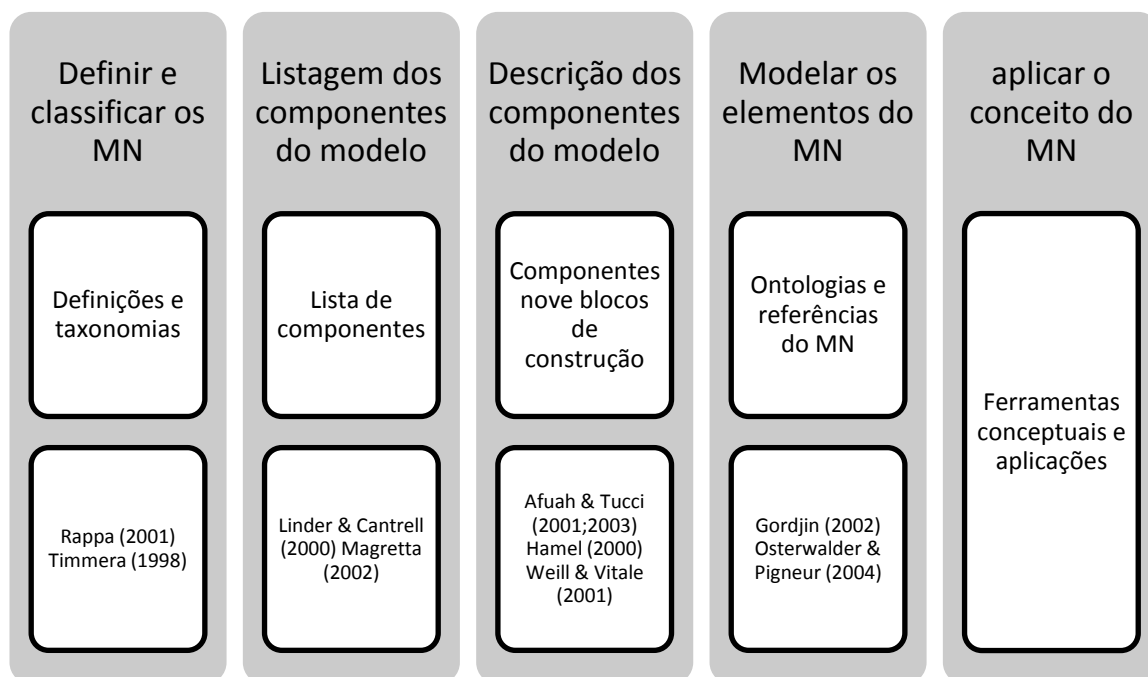 Definir e
classificar os
MN
Definições e
taxonomias
Rappa (2001)
Timmera (1998)
Listagem dos
componentes
do modelo
Lista de
componentes
Linder & Cantrell
(2000) Magretta
(2002)
Descrição dos
componentes
do modelo
Componentes
nove blocos
de
construção
Afuah & Tucci
(2001;2003)
Hamel (2000)
Weill & Vitale
(2001)
Modelar os
elementos do
MN
Ontologias e
referências
do MN
Gordjin (2002)
Osterwalder &
Pigneur (2004)
aplicar o
conceito do
MN
Ferramentas
conceptuais e
aplicações